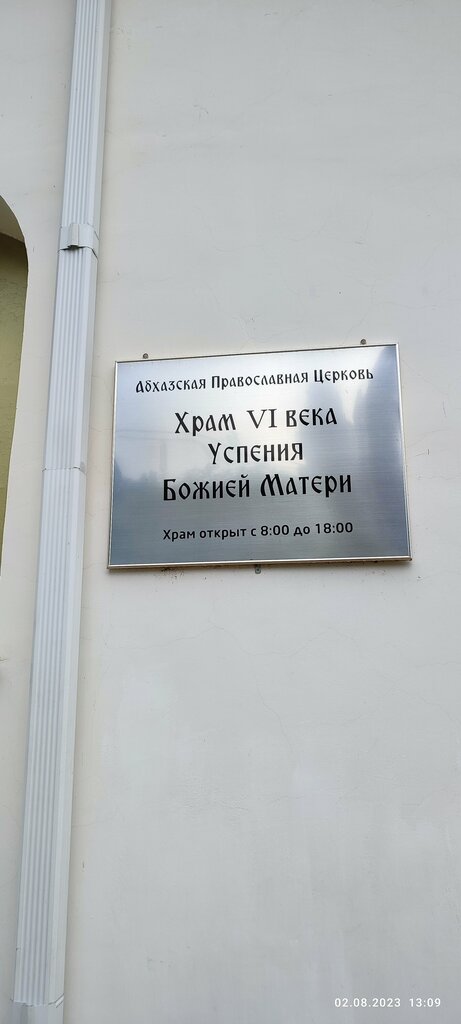 Абхазская Православная Церковь
Храм VI века
Успения
Божией Матери
Храм открыт с 8:00 до 18:00
02.08.2023 13:09